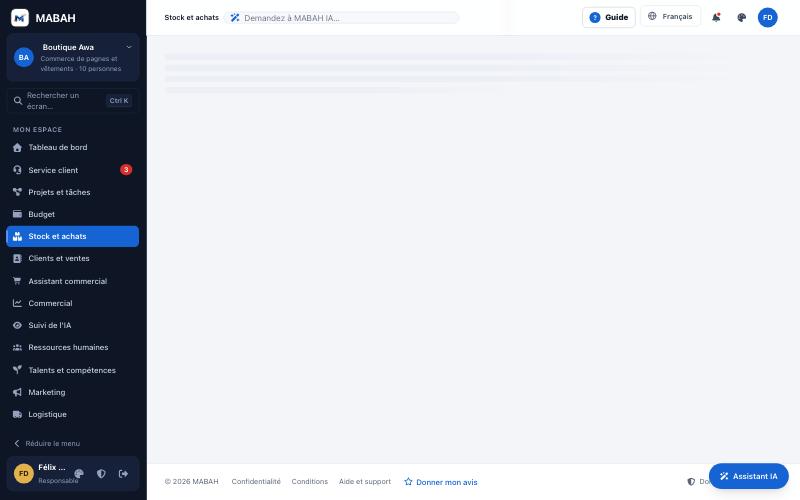 MABAH
BA
Boutique Awa
Commerce de pagnes et
vêtements · 10 personnes
Rechercher un
écran...
Ctrl K
MON ESPACE
Tableau de bord
Service client
3
Projets et tâches
Budget
Stock et achats
Clients et ventes
Assistant commercial
Commercial
Suivi de l'IA
Ressources humaines
Talents et compétences
Marketing
Logistique
Réduire le menu
FD
Félix ...
Responsable
Stock et achats
Demandez à MABAH IA...
? Guide
Français
FD
© 2026 MABAH
Confidentialité
Conditions
Aide et support
Donner mon avis
Assistant IA